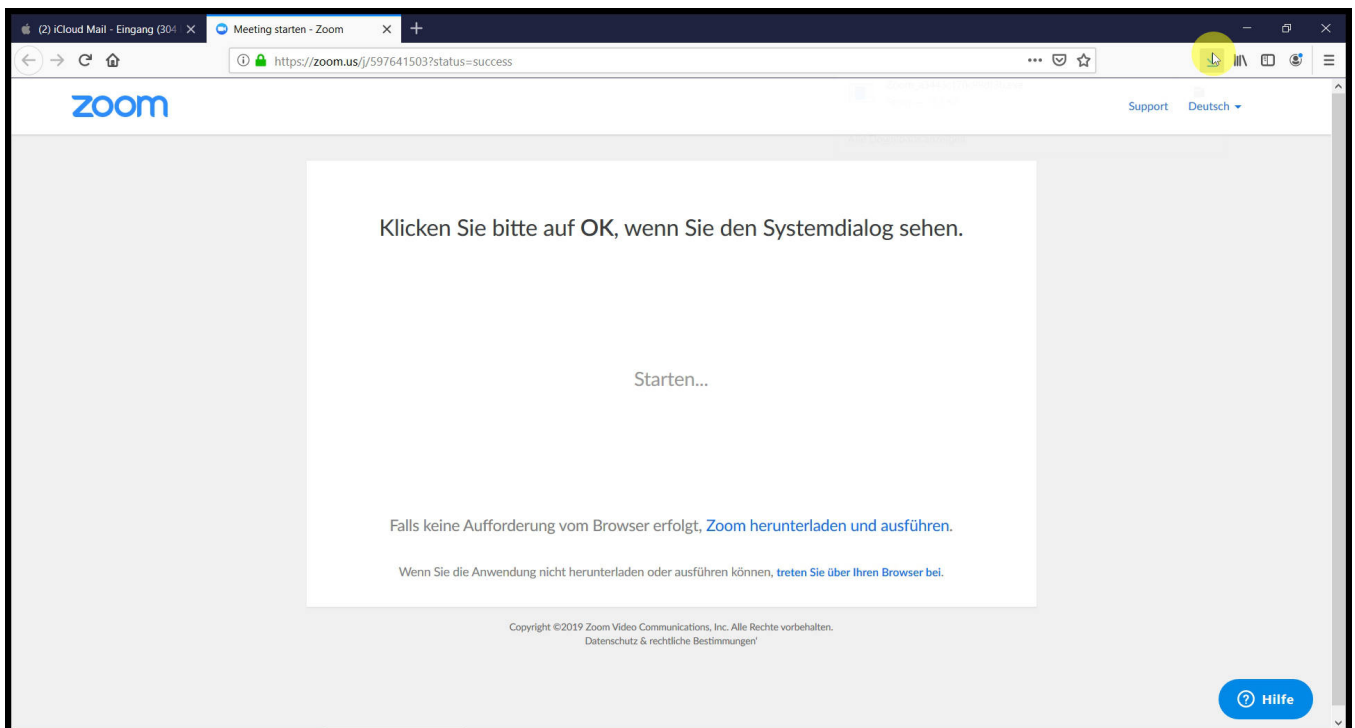 (2) iCloud Mail - Eingang (304
Meeting starten - Zoom
https://zoom.us/j/597641503?status=success
zoom
Support
Deutsch
Klicken Sie bitte auf OK, wenn Sie den Systemdialog sehen.
Starten...
Falls keine Aufforderung vom Browser erfolgt, Zoom herunterladen und ausführen.
Wenn Sie die Anwendung nicht herunterladen oder ausführen können, treten Sie über Ihren Browser bei.
Copyright ©2019 Zoom Video Communications, Inc. Alle Rechte vorbehalten.
Datenschutz & rechtliche Bestimmungen'
Hilfe